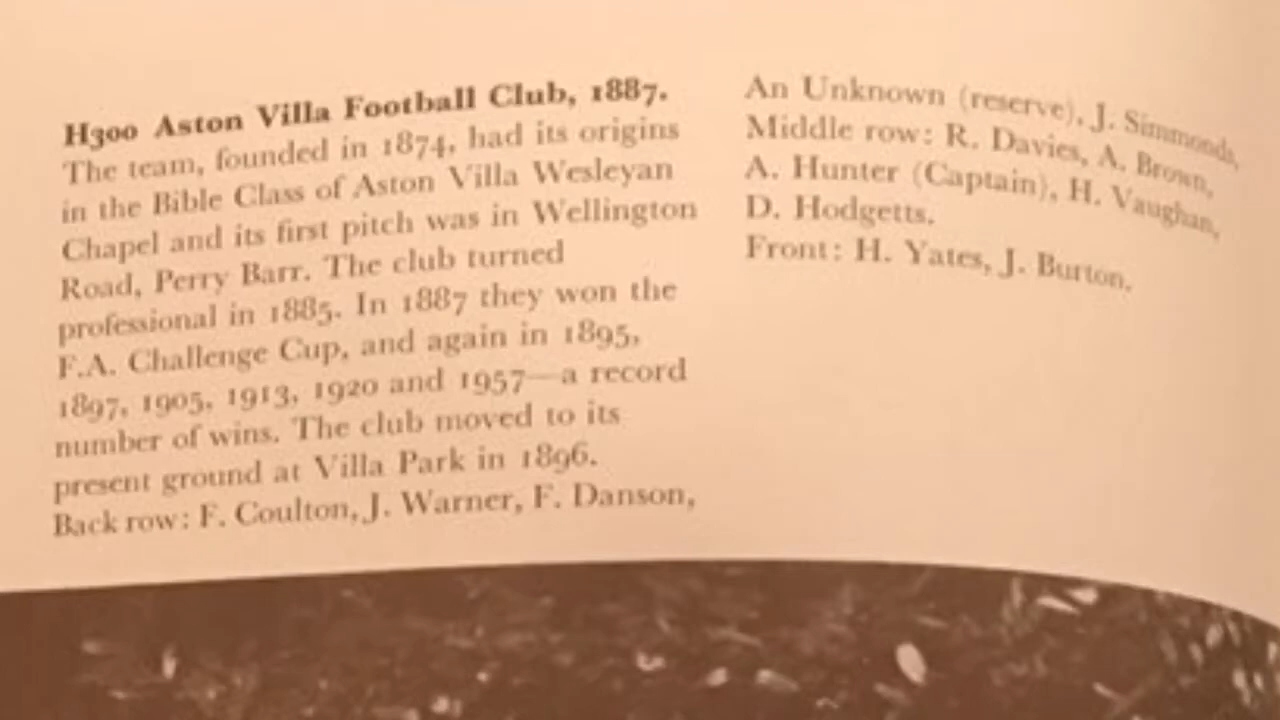 H300 Aston Villa Football Club, 1887.
The team, founded in 1874, had its origins
in the Bible Class of Aston Villa Wesleyan
Chapel and its first pitch was in Wellington
Road, Perry Barr. The club turned
professional in 1885. In 1887 they won the
F.A. Challenge Cup, and again in 1895,
1897, 1905, 1913, 1920 and 1957—a record
number of wins. The club moved to its
present ground at Villa Park in 1896.
Back row: F. Coulton, J. Warner, F. Danson,
An Unknown (reserve), J. Simmonds,
Middle row: R. Davies, A. Brown,
A. Hunter (Captain), H. Vaughan,
D. Hodgetts.
Front: H. Yates, J. Burton.